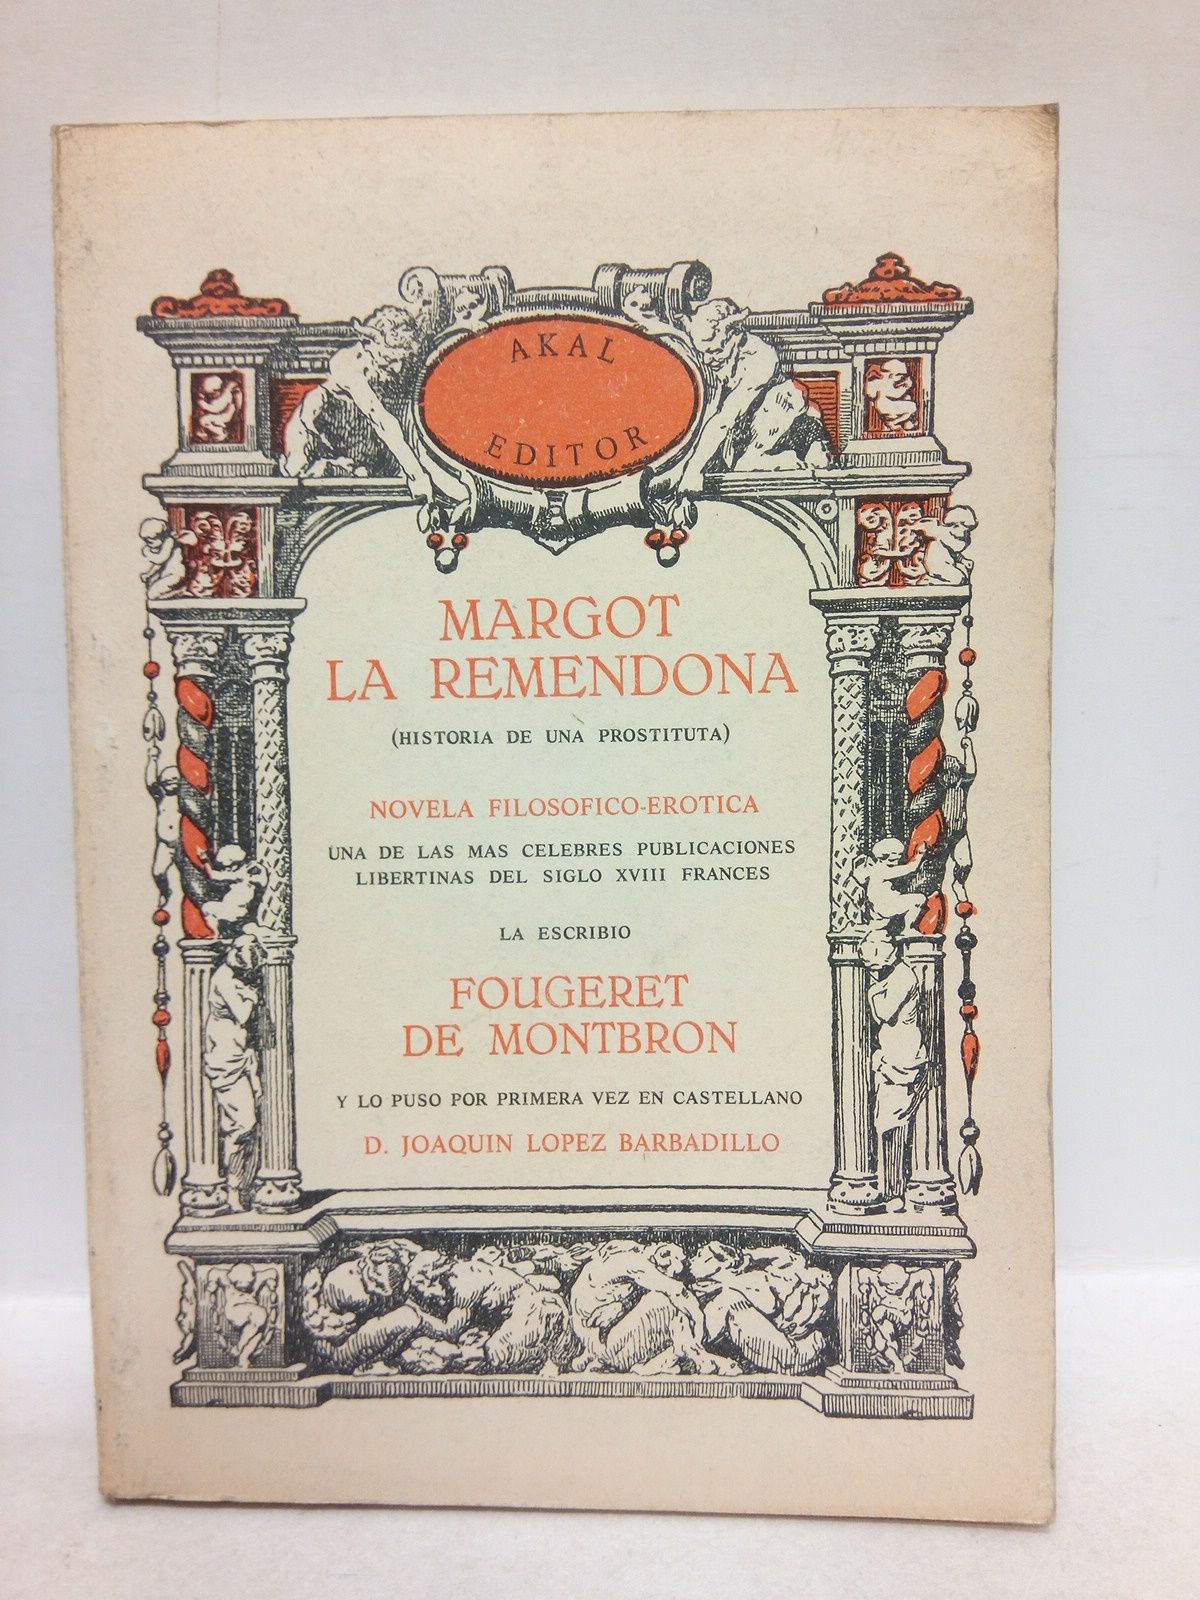 AKAL
EDITOR
MARGOT
LA REMENDONA
(HISTORIA DE UNA PROSTITUTA)
NOVELA FILOSOFICO-EROTICA
UNA DE LAS MAS CELEBRES PUBLICACIONES
LIBERTINAS DEL SIGLO XVIII FRANCES
LA ESCRIBIO
FOUGERET
DE MONTBRON
Y LO PUSO POR PRIMERA VEZ EN CASTELLANO
D. JOAQUIN LOPEZ BARBADILLO